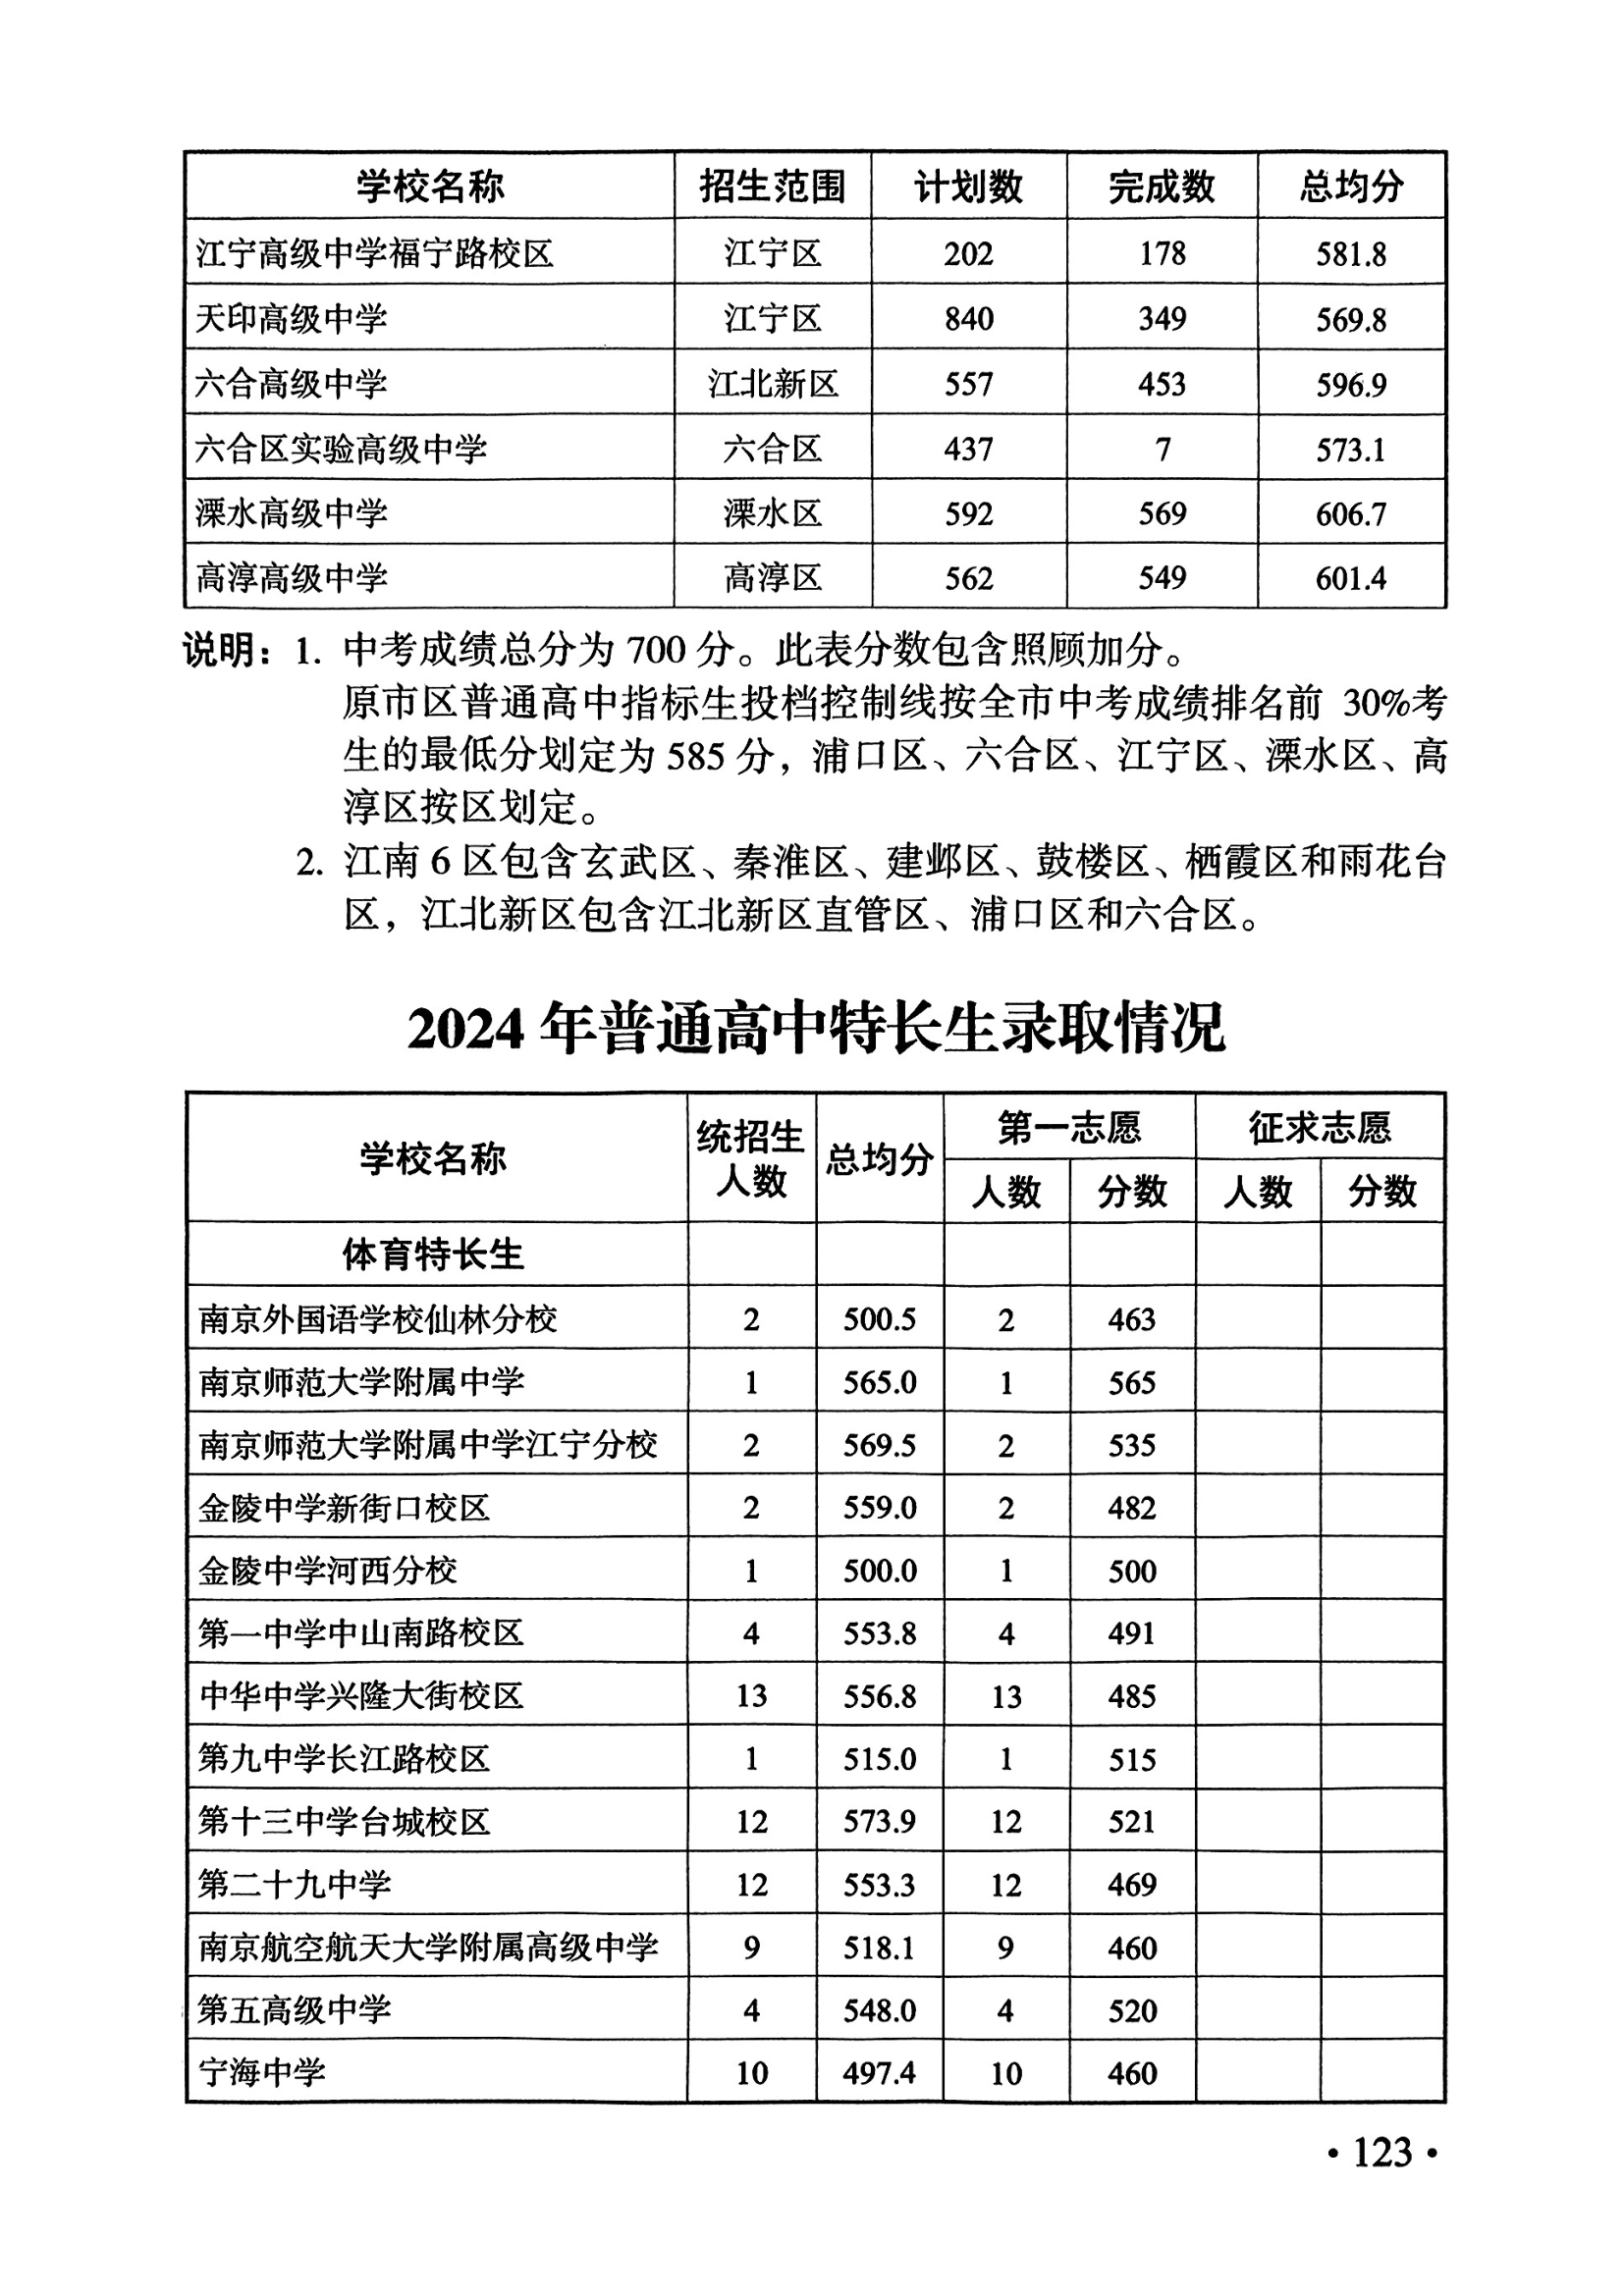 学校名称 招生范围 计划数 完成数 总均分
江宁高级中学福宁路校区 江宁区 202 178 581.8
天印高级中学 江宁区 840 349 569.8
六合高级中学 江北新区 557 453 596.9
六合区实验高级中学 六合区 437 7 573.1
溧水高级中学 溧水区 592 569 606.7
高淳高级中学 高淳区 562 549 601.4
说明：1. 中考成绩总分为 700 分。此表分数包含照顾加分。
原市区普通高中指标生投档控制线按全市中考成绩排名前 30%考
生的最低分划定为 585 分，浦口区、六合区、江宁区、溧水区、高
淳区按区划定。
2. 江南 6 区包含玄武区、秦淮区、建邺区、鼓楼区、栖霞区和雨花台
区，江北新区包含江北新区直管区、浦口区和六合区。
2024 年普通高中特长生录取情况
学校名称 统招生人数 总均分 第一志愿 征求志愿
人数 分数 人数 分数
体育特长生
南京外国语学校仙林分校 2 500.5 2 463
南京师范大学附属中学 1 565.0 1 565
南京师范大学附属中学江宁分校 2 569.5 2 535
金陵中学新街口校区 2 559.0 2 482
金陵中学河西分校 1 500.0 1 500
第一中学中山南路校区 4 553.8 4 491
中华中学兴隆大街校区 13 556.8 13 485
第九中学长江路校区 1 515.0 1 515
第十三中学台城校区 12 573.9 12 521
第二十九中学 12 553.3 12 469
南京航空航天大学附属高级中学 9 518.1 9 460
第五高级中学 4 548.0 4 520
宁海中学 10 497.4 10 460
·123·